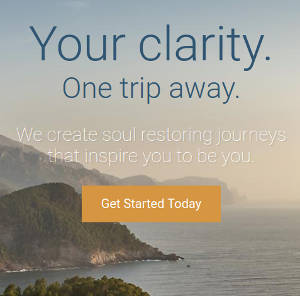 Your clarity.
One trip away.
We create soul restoring journeys
that inspire you to be you.
Get Started Today